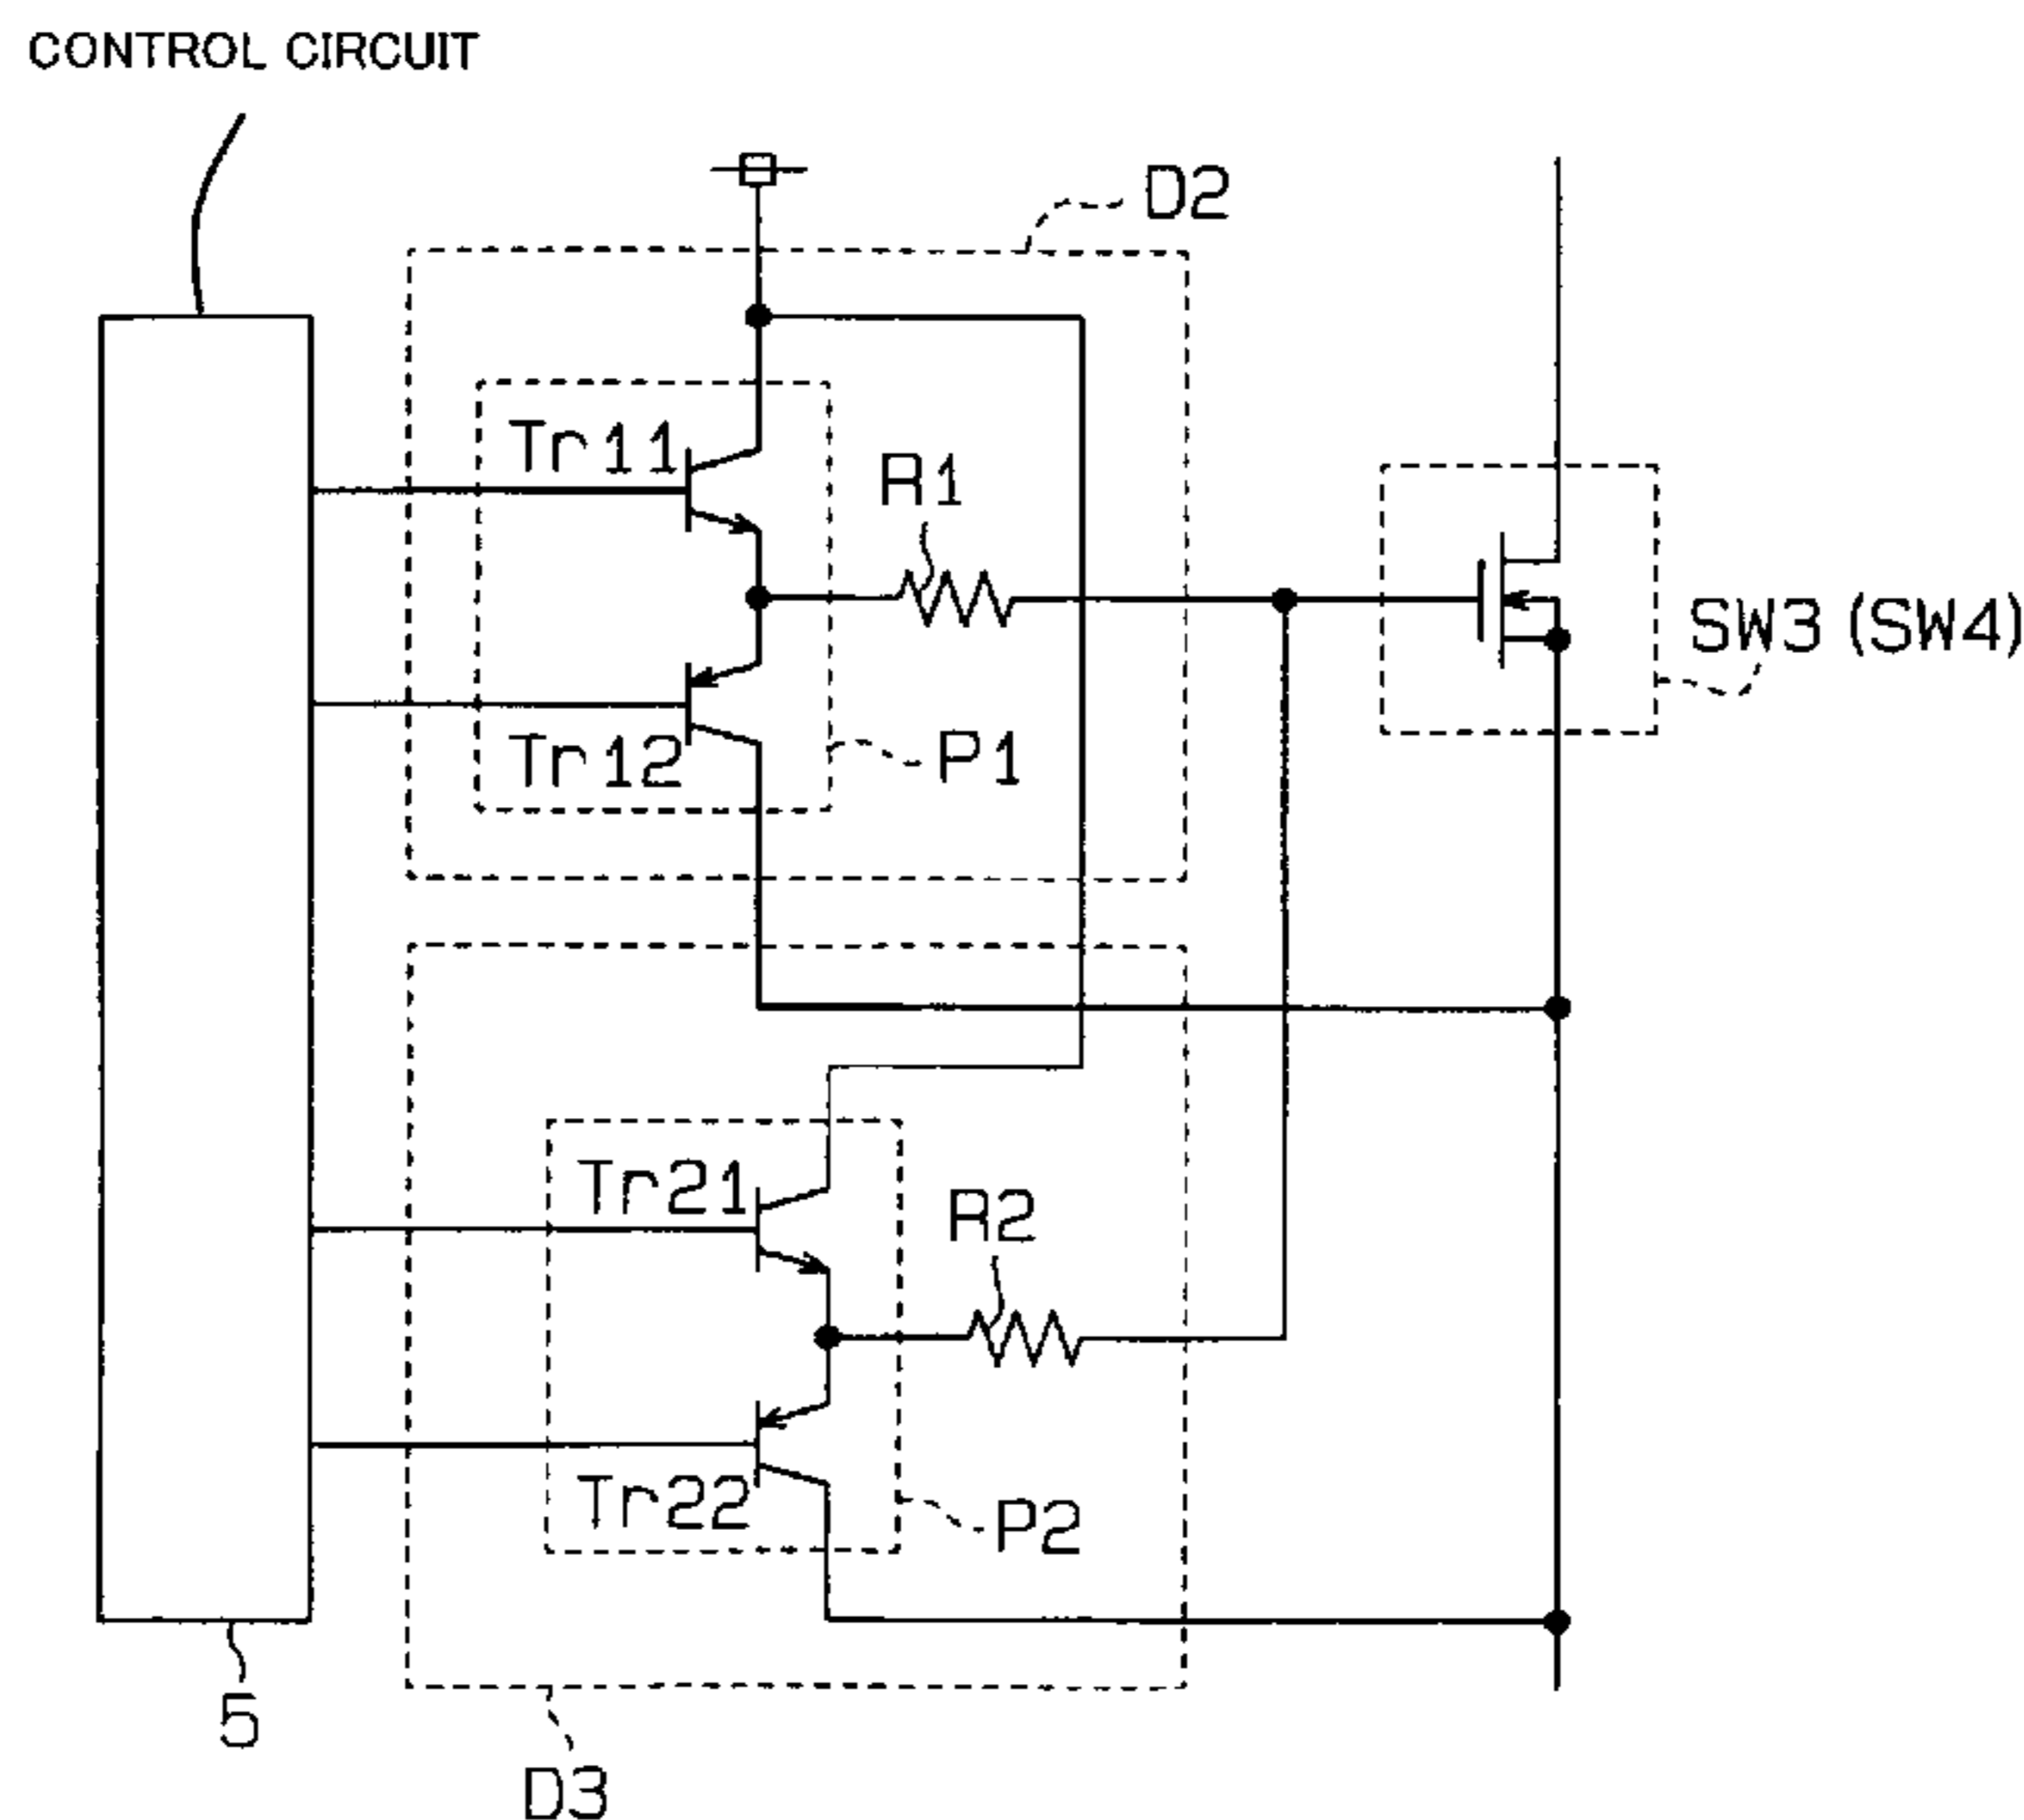 CONTROL CIRCUIT
D2
Tr11
R1
SW3 (SW4)
Tr12
P1
Tr21
R2
Tr22
P2
5
D3